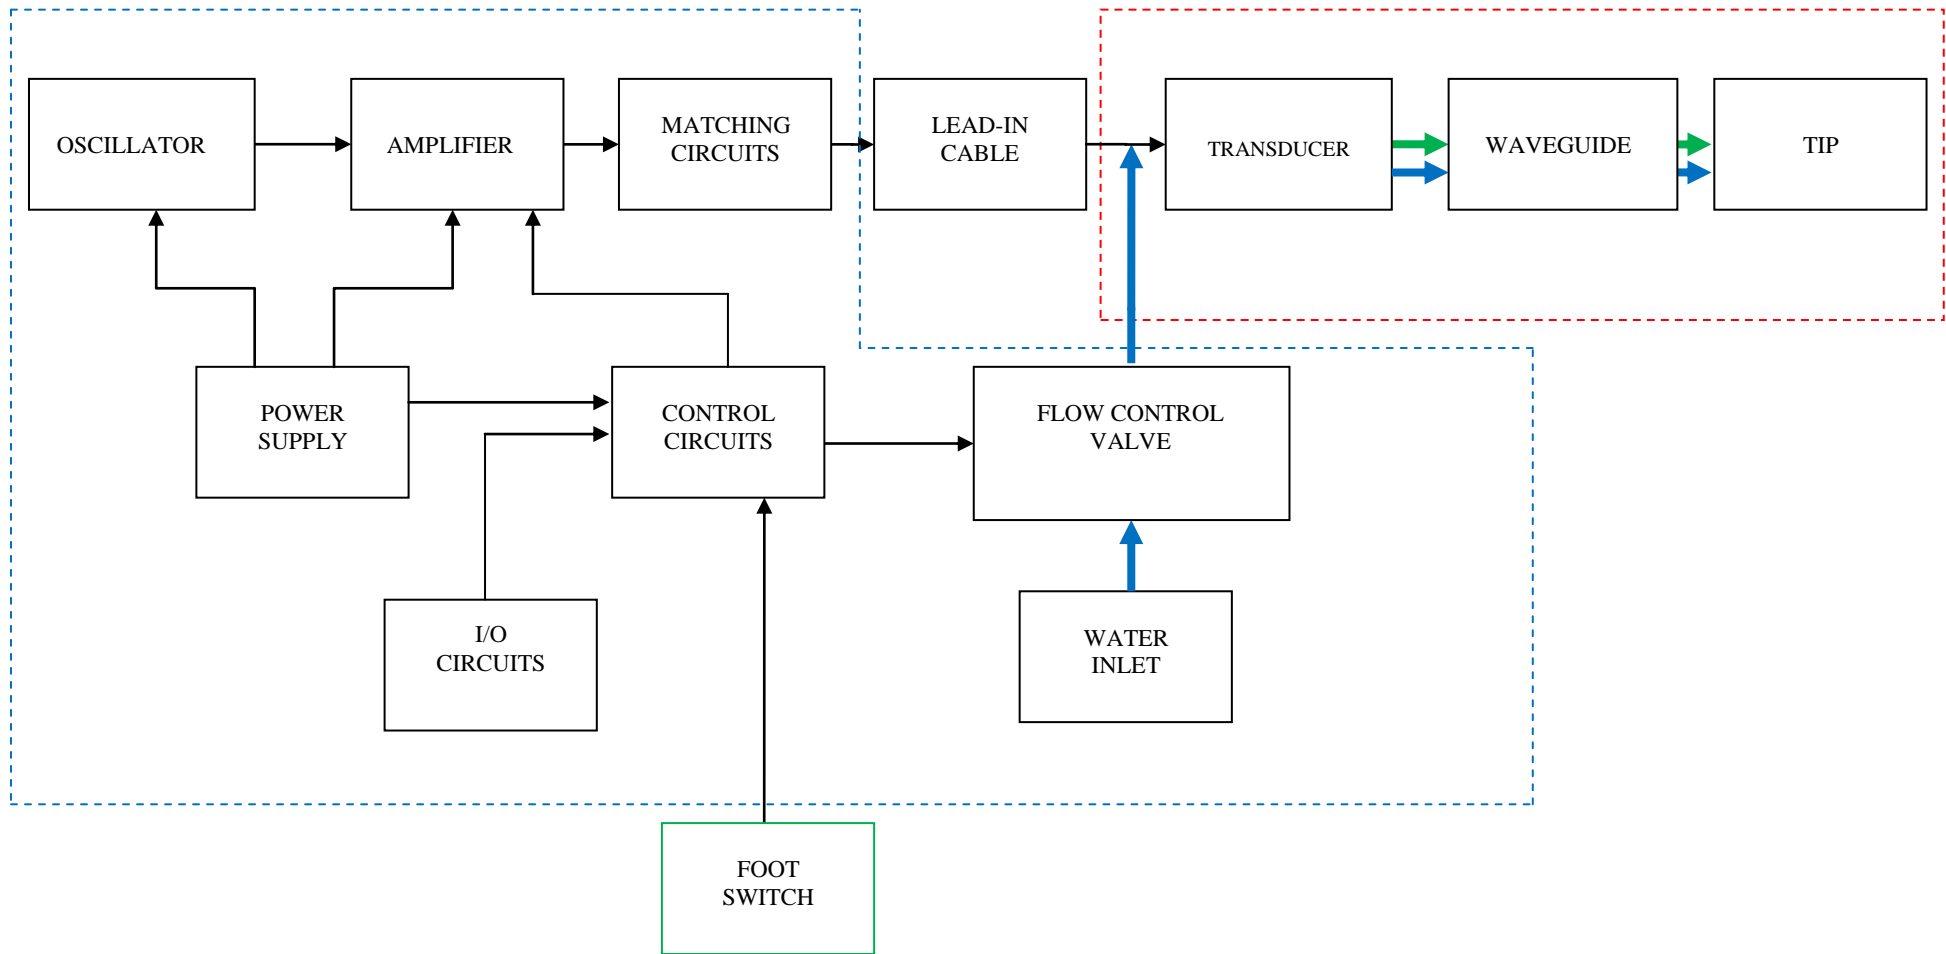 OSCILLATOR
AMPLIFIER
MATCHING
CIRCUITS
LEAD-IN
CABLE
TRANSDUCER
WAVEGUIDE
TIP
POWER
SUPPLY
CONTROL
CIRCUITS
FLOW CONTROL
VALVE
I/O
CIRCUITS
WATER
INLET
FOOT
SWITCH